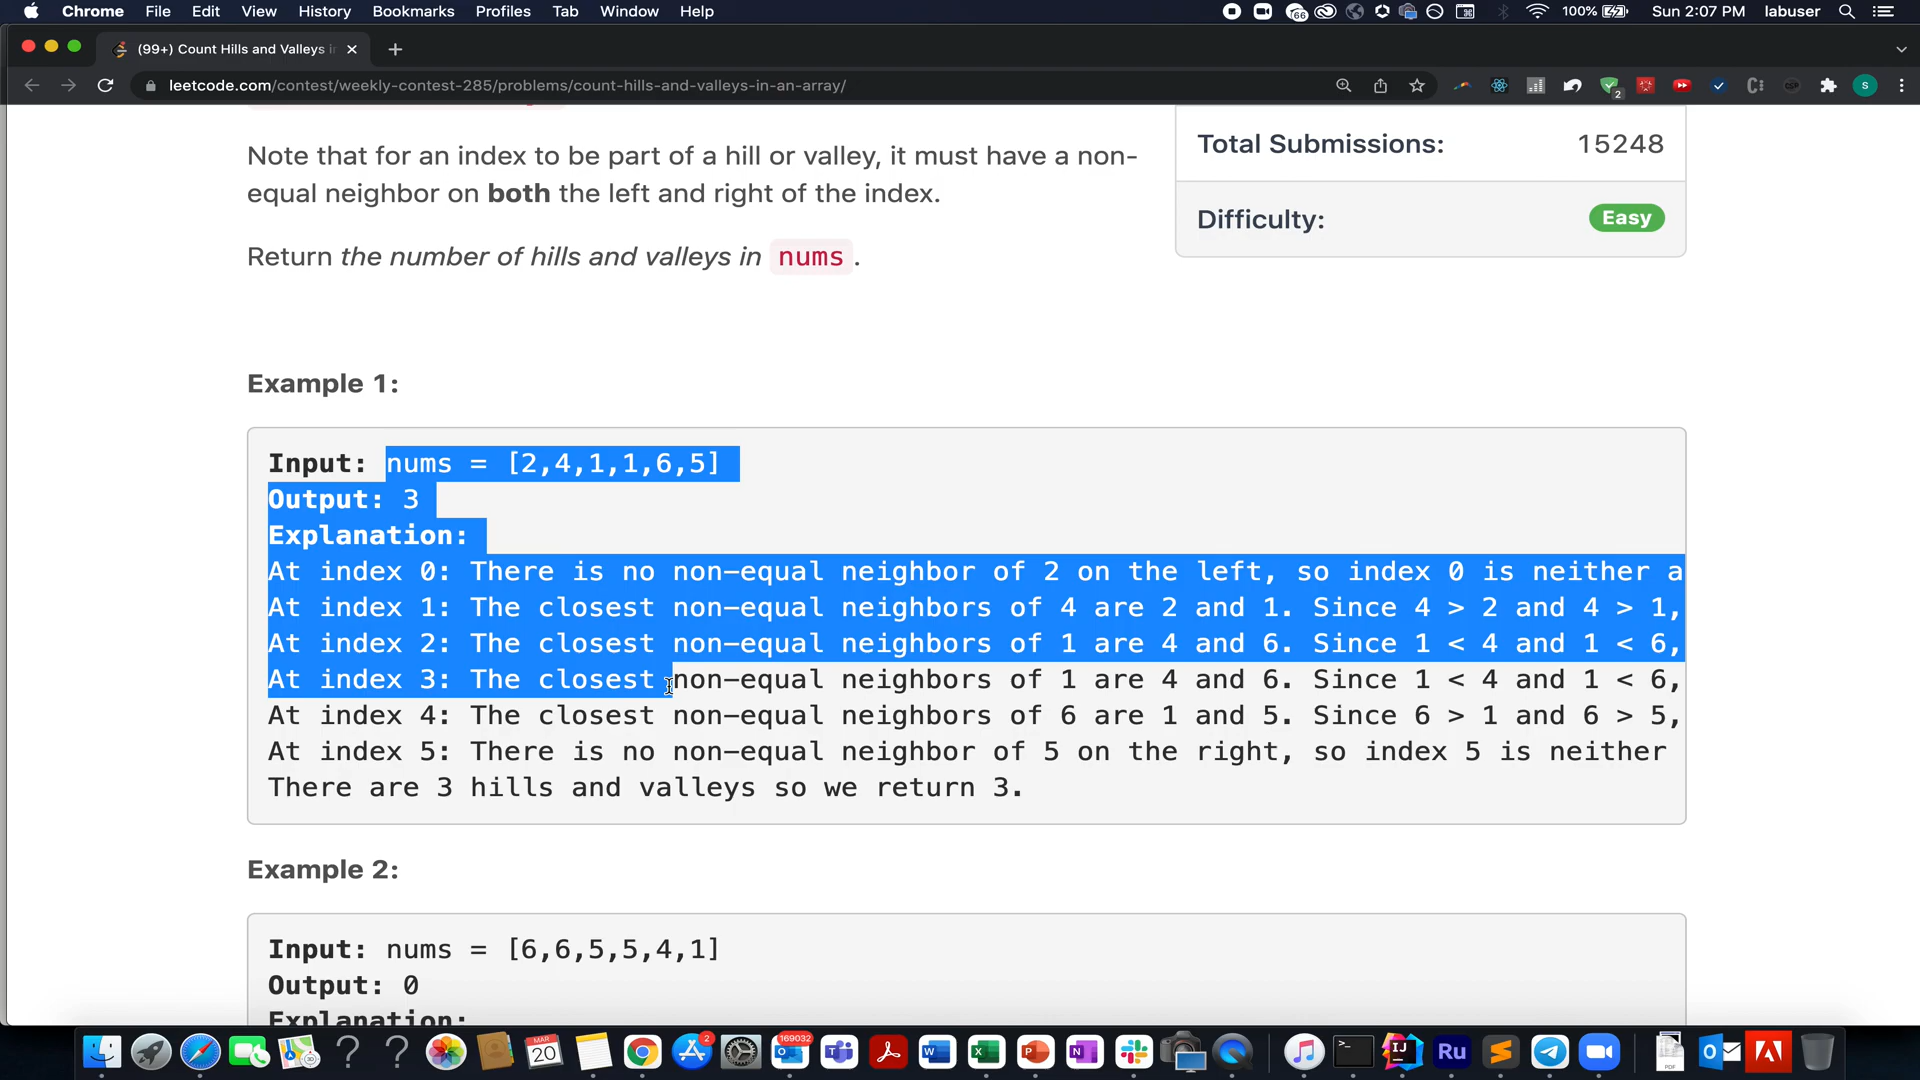 Chrome File Edit View History Bookmarks Profiles Tab Window Help 66 100% Sun 2:07 PM labuser
(99+) Count Hills and Valleys in
leetcode.com/contest/weekly-contest-285/problems/count-hills-and-valleys-in-an-array/ 2 S
Note that for an index to be part of a hill or valley, it must have a non-
equal neighbor on both the left and right of the index.
Return the number of hills and valleys in nums .
Total Submissions: 15248
Difficulty: Easy
Example 1:
Input: nums = [2,4,1,1,6,5]
Output: 3
Explanation:
At index 0: There is no non-equal neighbor of 2 on the left, so index 0 is neither a
At index 1: The closest non-equal neighbors of 4 are 2 and 1. Since 4 > 2 and 4 > 1,
At index 2: The closest non-equal neighbors of 1 are 4 and 6. Since 1 < 4 and 1 < 6,
At index 3: The closest non-equal neighbors of 1 are 4 and 6. Since 1 < 4 and 1 < 6,
At index 4: The closest non-equal neighbors of 6 are 1 and 5. Since 6 > 1 and 6 > 5,
At index 5: There is no non-equal neighbor of 5 on the right, so index 5 is neither
There are 3 hills and valleys so we return 3.
Example 2:
Input: nums = [6,6,5,5,4,1]
Output: 0
Explanation:
? ? MAR 20 2 169032 W X P N IJ Ru S PDF